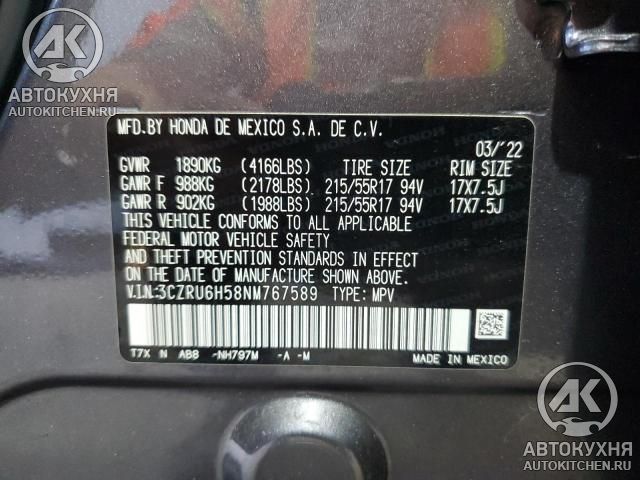 AK
АВТОКУХНЯ
AUTOKITCHEN.RU
MFD.BY HONDA DE MEXICO S.A. DE C.V.
03/'22
GVWR 1890KG (4166LBS) TIRE SIZE RIM SIZE
GAWR F 988KG (2178LBS) 215/55R17 94V 17X7.5J
GAWR R 902KG (1988LBS) 215/55R17 94V 17X7.5J
THIS VEHICLE CONFORMS TO ALL APPLICABLE
FEDERAL MOTOR VEHICLE SAFETY
AND THEFT PREVENTION STANDARDS IN EFFECT
ON THE DATE OF MANUFACTURE SHOWN ABOVE.
V.I.N:3CZRU6H58NM767589 TYPE: MPV
T7X N AB8 -NH797M -A -M
MADE IN MEXICO
AK
АВТОКУХНЯ
AUTOKITCHEN.RU